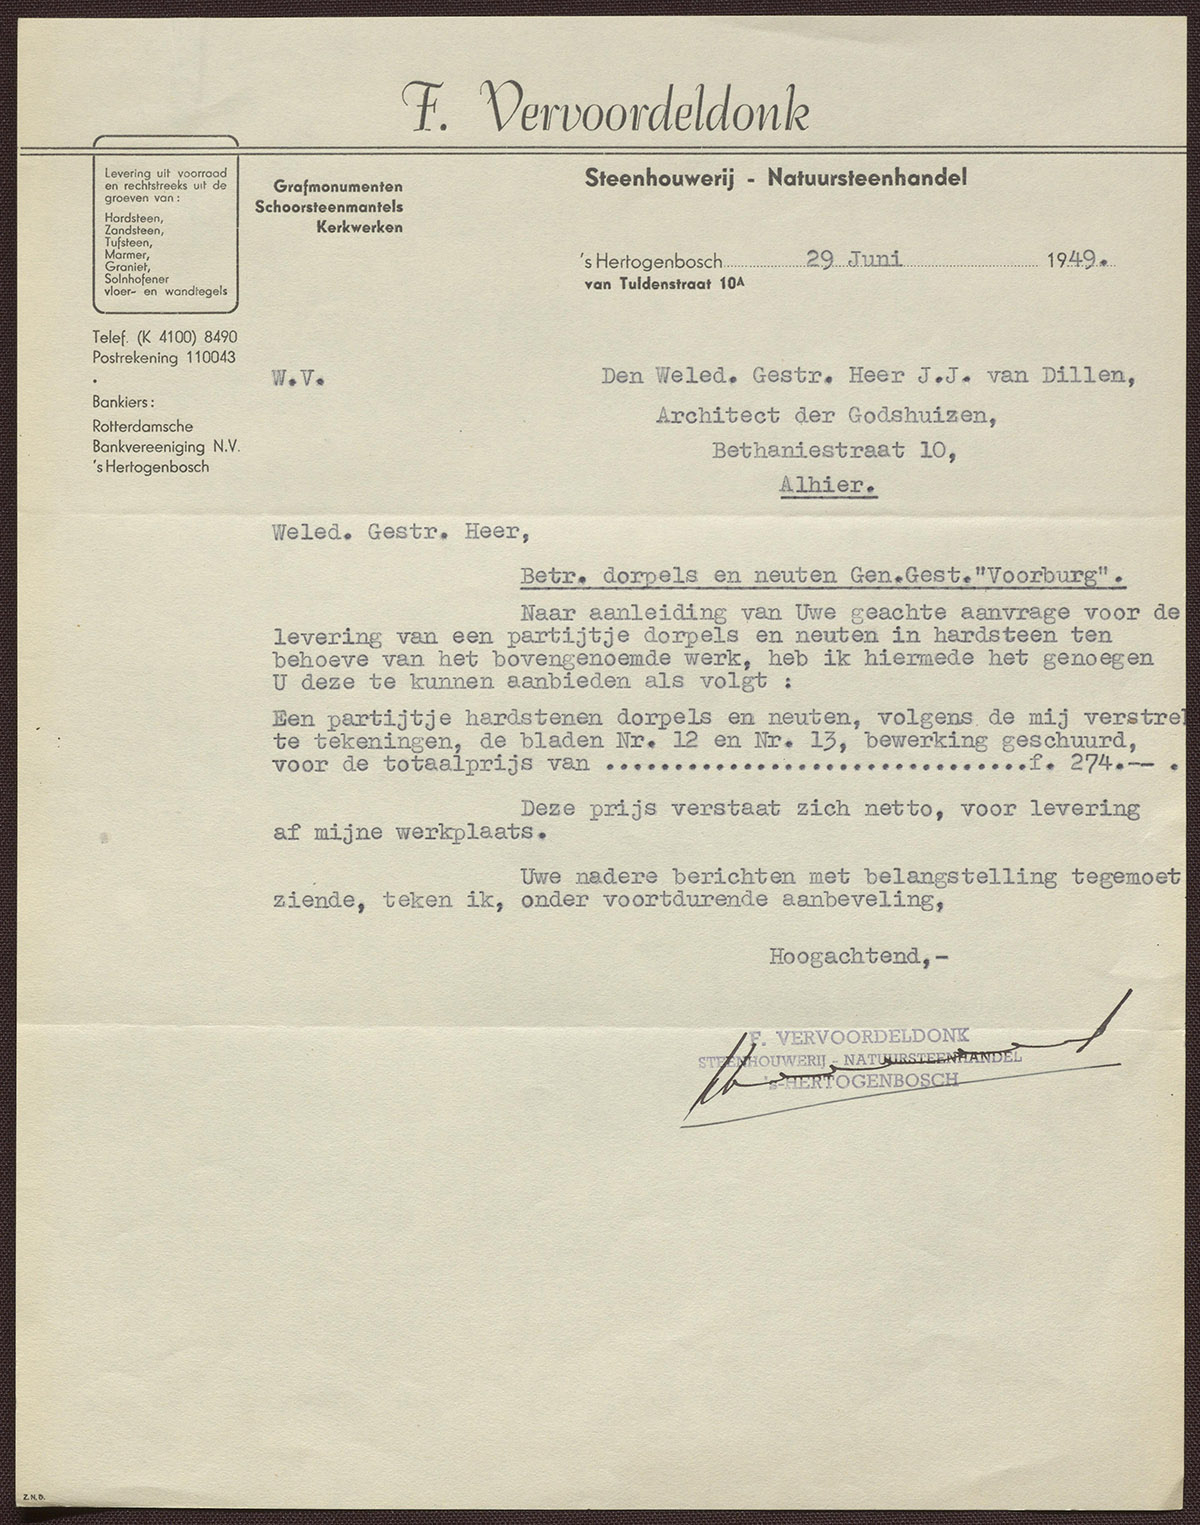 F. Vervoordeldonk
Levering uit voorraad
en rechtstreeks uit de
groeven van :
Hardsteen,
Zandsteen,
Tufsteen,
Marmer,
Graniet,
Solnhofener
vloer- en wandtegels
Grafmonumenten
Schoorsteenmantels
Kerkwerken
Steenhouwerij - Natuursteenhandel
's Hertogenbosch 29 Juni 1949.
van Tuldenstraat 10A
Telef. (K 4100) 8490
Postrekening 110043
Bankiers :
Rotterdamsche
Bankvereeniging N.V.
's Hertogenbosch
W.V.
Den Weled. Gestr. Heer J.J. van Dillen,
Architect der Godshuizen,
Bethaniestraat 10,
Alhier.
Weled. Gestr. Heer,
Betr. dorpels en neuten Gen.Gest."Voorburg".
Naar aanleiding van Uwe geachte aanvrage voor de
levering van een partijtje dorpels en neuten in hardsteen ten
behoeve van het bovengenoemde werk, heb ik hiermede het genoegen
U deze te kunnen aanbieden als volgt :
Een partijtje hardstenen dorpels en neuten, volgens de mij verstrek
te tekeningen, de bladen Nr. 12 en Nr. 13, bewerking geschuurd,
voor de totaalprijs van ...............................f. 274.-- .
Deze prijs verstaat zich netto, voor levering
af mijne werkplaats.
Uwe nadere berichten met belangstelling tegemoet
ziende, teken ik, onder voortdurende aanbeveling,
Hoogachtend,-
F. VERVOORDELDONK
STEENHOUWERIJ - NATUURSTEENHANDEL
's-HERTOGENBOSCH
Z.N.D.